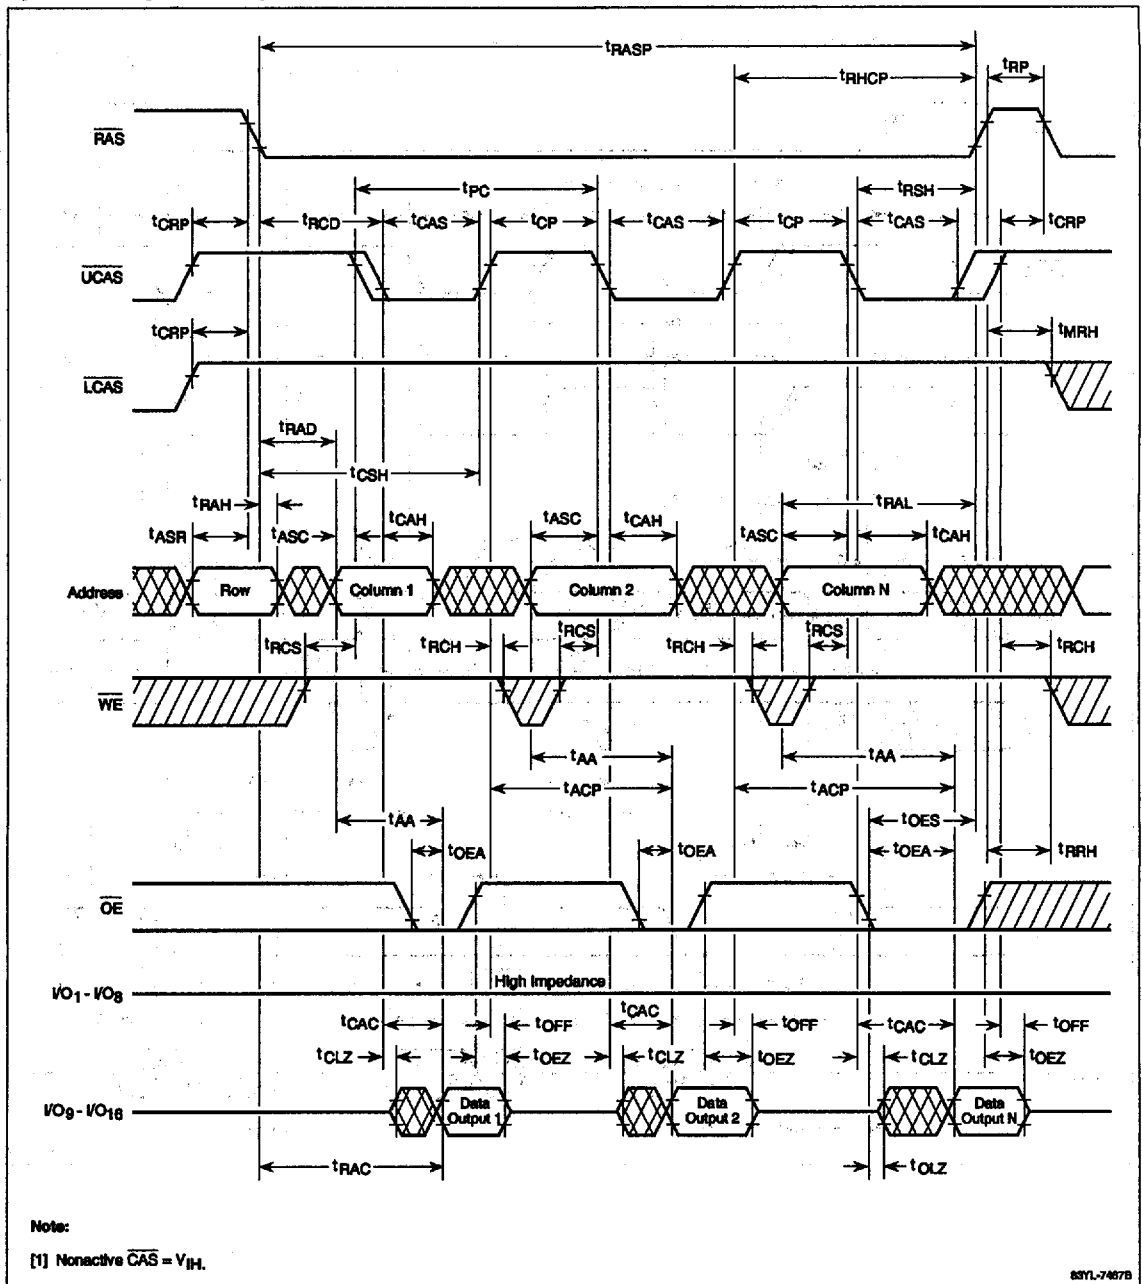 tRASP
tRHCP
tRP
RAS
tPC
tRSH
tCRP tRCD tCAS tCP tCAS tCP tCAS tCRP
UCAS
tCRP
tMRH
LCAS
tRAD
tCSH
tRAH
tRAL
tASR tASC tCAH tASC tCAH tASC tCAH
Address Row Column 1 Column 2 Column N
tRCS tRCH tRCS tRCH tRCS tRCH
WE
tAA tAA
tACP tACP
tAA tOES
tOEA tOEA tOEA tRRH
OE
High Impedance
I/O1 - I/O8
tCAC tOFF tCAC tOFF tCAC tOFF
tCLZ tOEZ tCLZ tOEZ tCLZ tOEZ
I/O9 - I/O16 Data Output 1 Data Output 2 Data Output N
tRAC tOLZ
Note:
[1] Nonactive CAS = VIH.
83YL-7467B